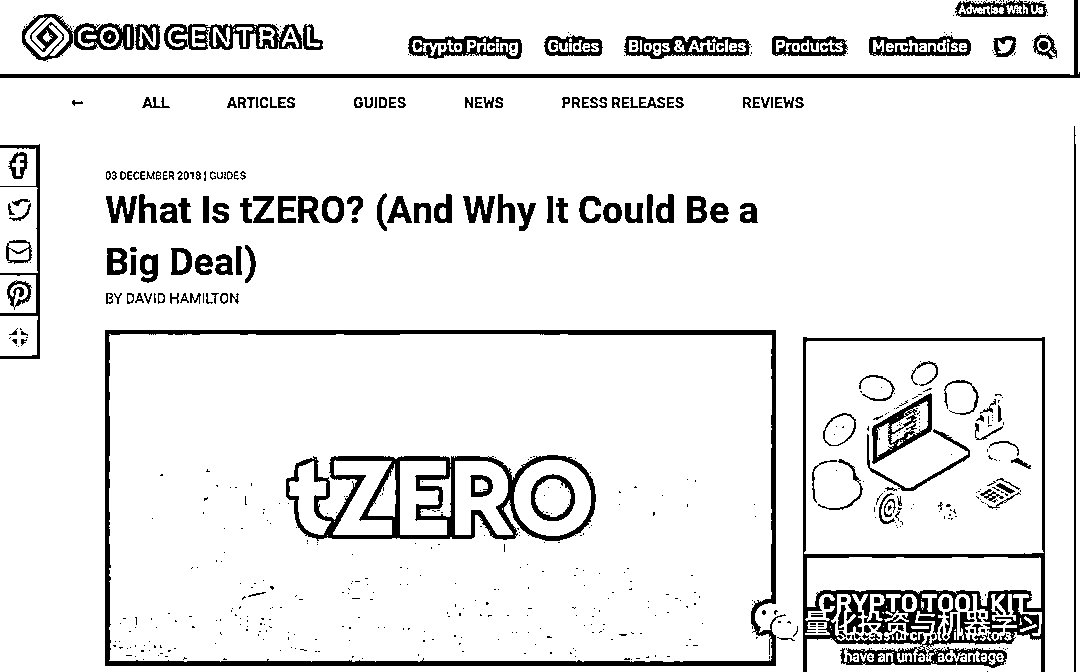 Advertise With Us
COIN CENTRAL
Crypto Pricing Guides Blogs & Articles Products Merchandise
← ALL ARTICLES GUIDES NEWS PRESS RELEASES REVIEWS
03 DECEMBER 2018 | GUIDES
What Is tZERO? (And Why It Could Be a
Big Deal)
BY DAVID HAMILTON
tZERO
CRYPTO TOOL KIT
量化投资与机器学习
Successful crypto investors
have an unfair advantage